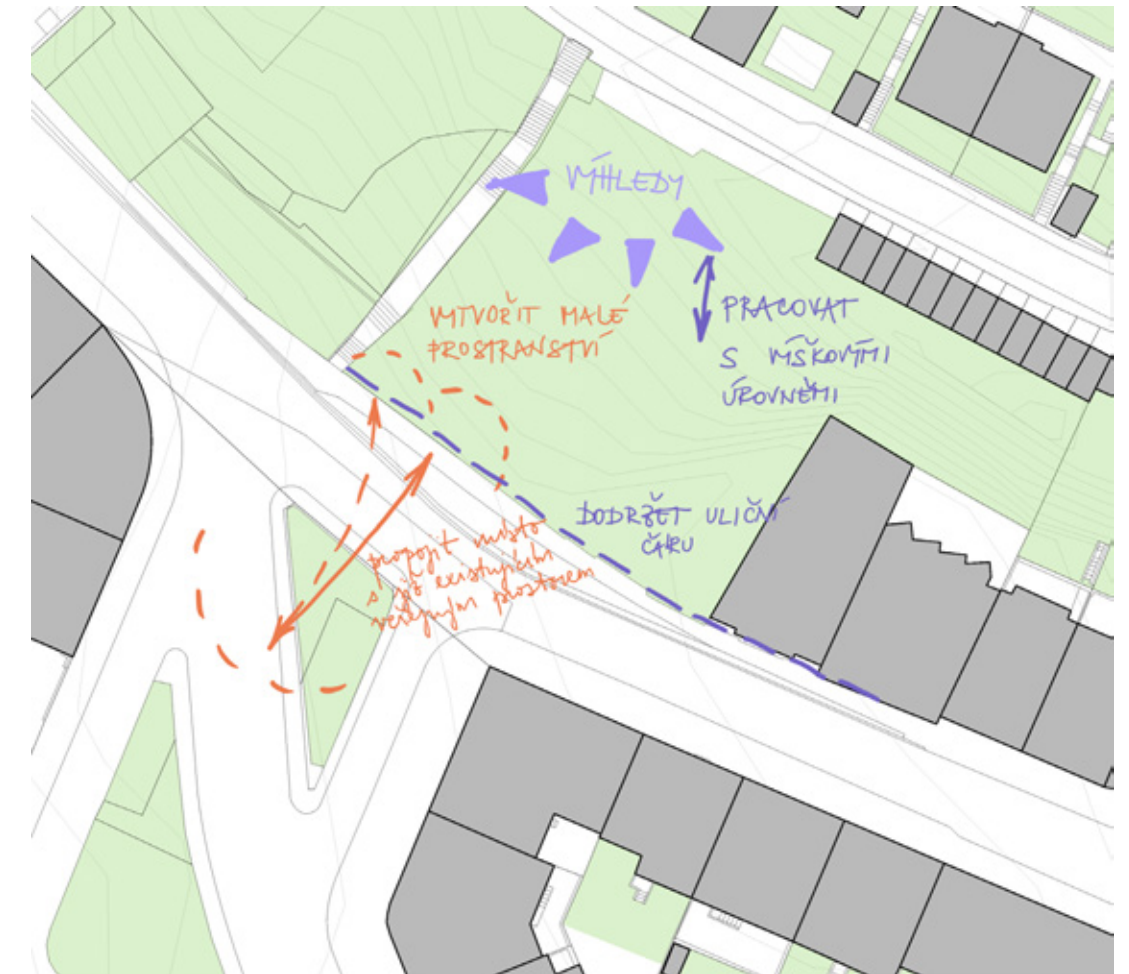 VÝHLEDY
VYTVOŘIT MALÉ
PROSTRANSTVÍ
PRACOVAT
S VÝŠKOVÝMI
ÚROVNĚMI
DODRŽET ULIČNÍ
ČÁRU
propojit místo
s již existujícím
veřejným prostorem